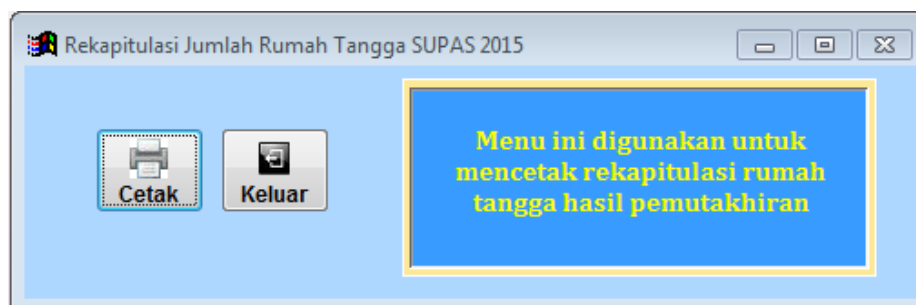 Rekapitulasi Jumlah Rumah Tangga SUPAS 2015
Cetak
Keluar
Menu ini digunakan untuk
mencetak rekapitulasi rumah
tangga hasil pemutakhiran